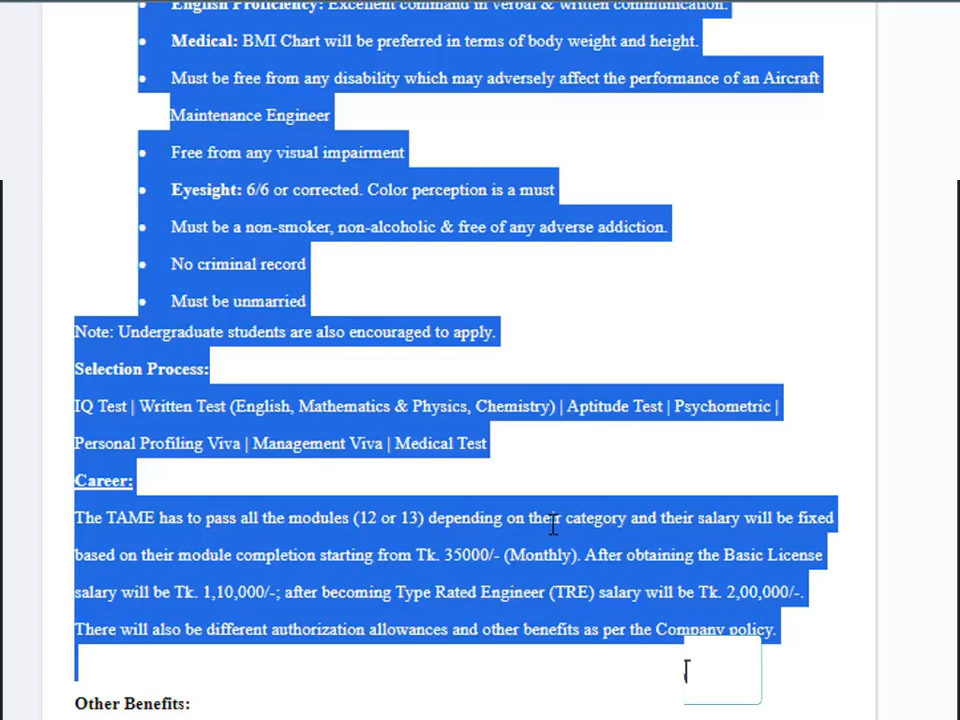 • English Proficiency: Excellent command in verbal & written communication.
• Medical: BMI Chart will be preferred in terms of body weight and height.
• Must be free from any disability which may adversely affect the performance of an Aircraft
Maintenance Engineer
• Free from any visual impairment
• Eyesight: 6/6 or corrected. Color perception is a must
• Must be a non-smoker, non-alcoholic & free of any adverse addiction.
• No criminal record
• Must be unmarried
Note: Undergraduate students are also encouraged to apply.
Selection Process:
IQ Test | Written Test (English, Mathematics & Physics, Chemistry) | Aptitude Test | Psychometric |
Personal Profiling Viva | Management Viva | Medical Test
Career:
The TAME has to pass all the modules (12 or 13) depending on their category and their salary will be fixed
based on their module completion starting from Tk. 35000/- (Monthly). After obtaining the Basic License
salary will be Tk. 1,10,000/-; after becoming Type Rated Engineer (TRE) salary will be Tk. 2,00,000/-.
There will also be different authorization allowances and other benefits as per the Company policy.
Other Benefits: